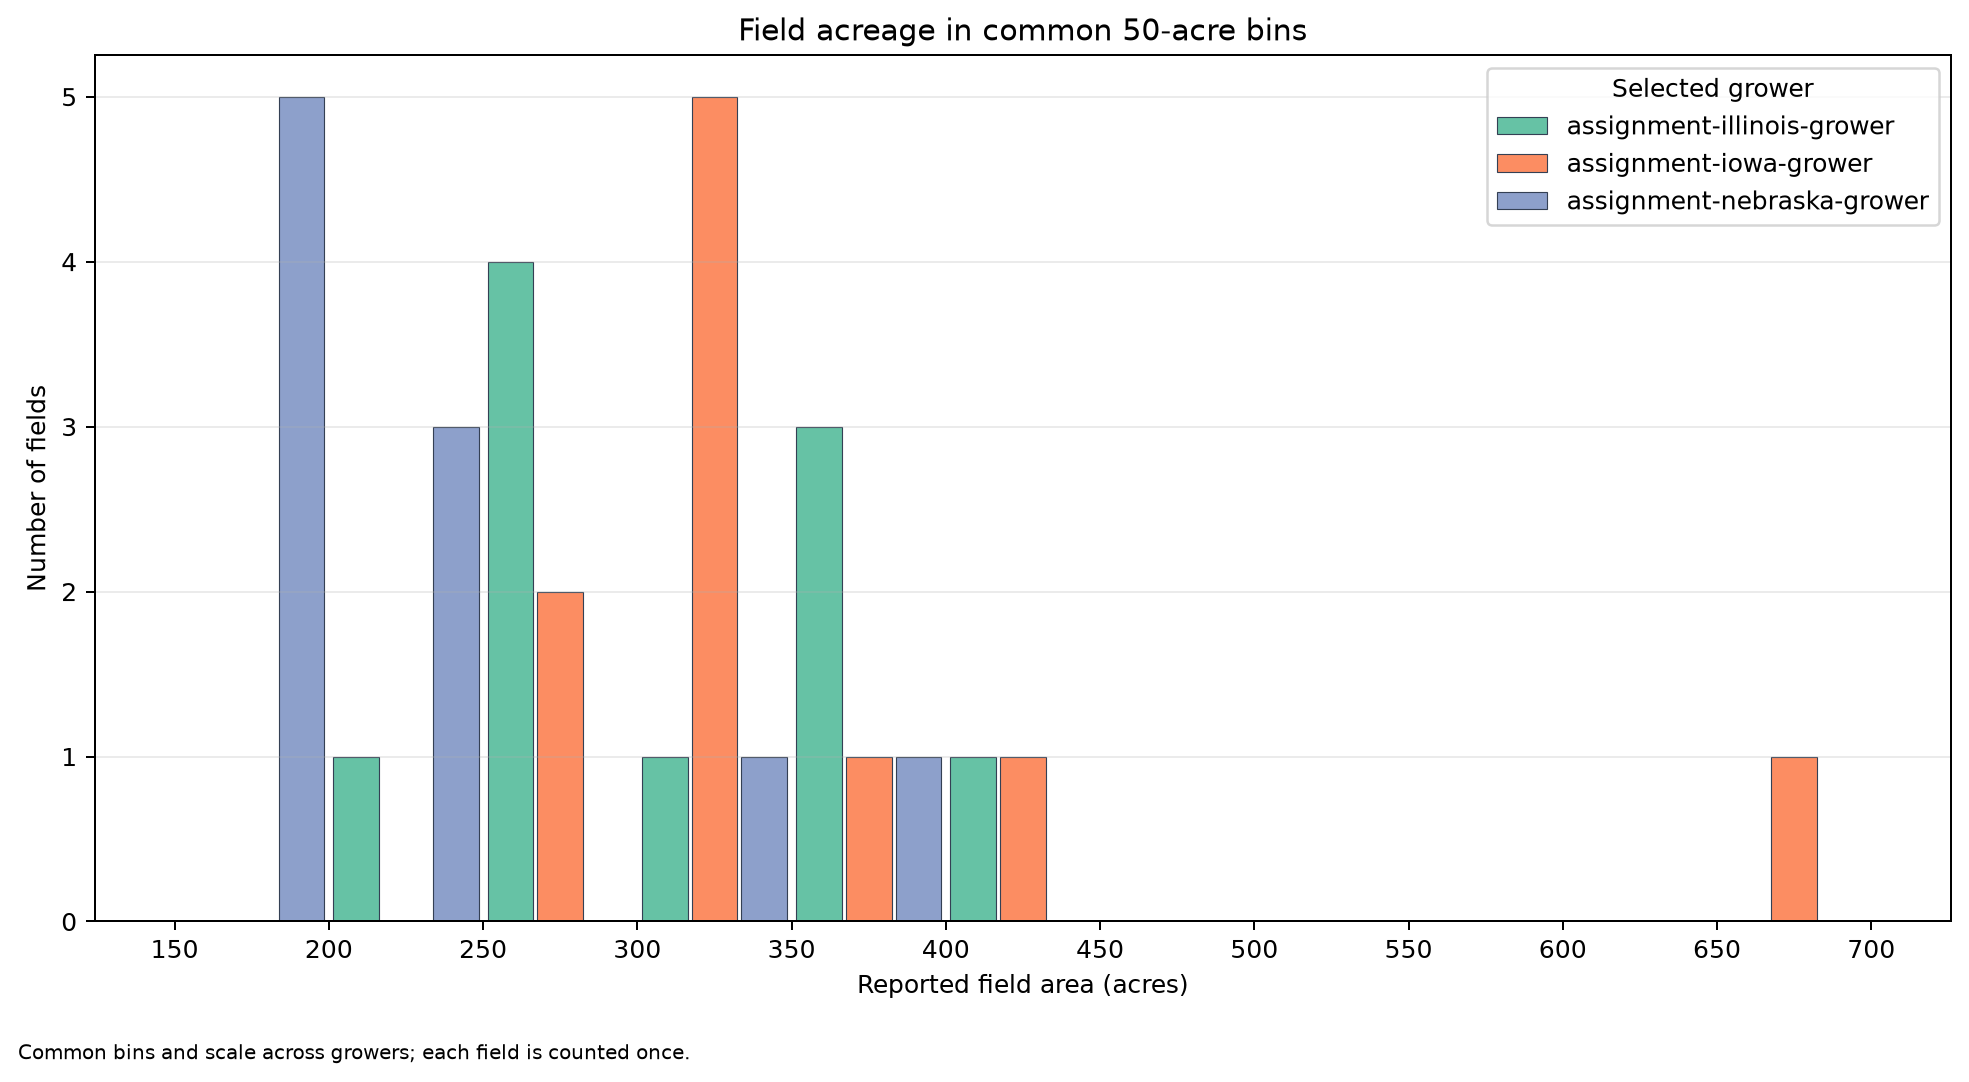 Field acreage in common 50-acre bins
Selected grower
assignment-illinois-grower
assignment-iowa-grower
assignment-nebraska-grower
Number of fields
5
4
3
2
1
0
150 200 250 300 350 400 450 500 550 600 650 700
Reported field area (acres)
Common bins and scale across growers; each field is counted once.